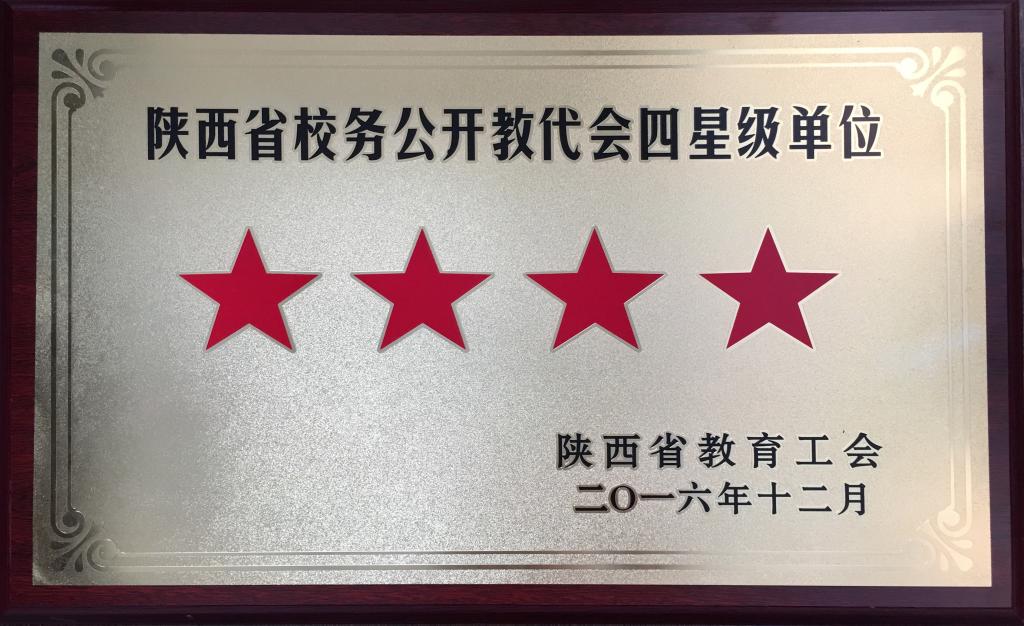 陕西省校务公开教代会四星级单位
陕西省教育工会
二〇一六年十二月